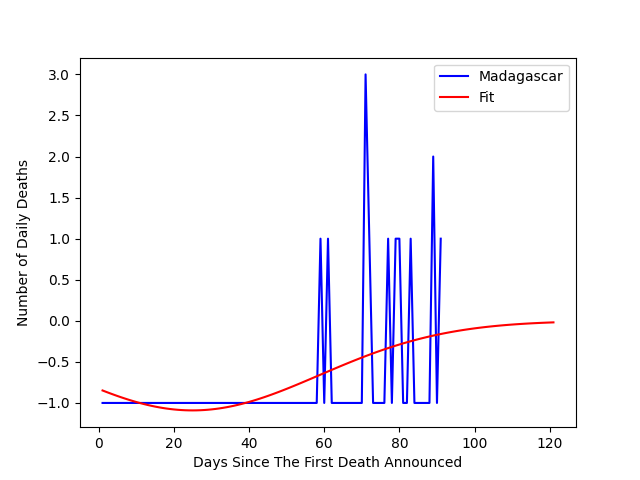 Madagascar
Fit
3.0
2.5
2.0
1.5
1.0
0.5
0.0
−0.5
−1.0
Number of Daily Deaths
0 20 40 60 80 100 120
Days Since The First Death Announced